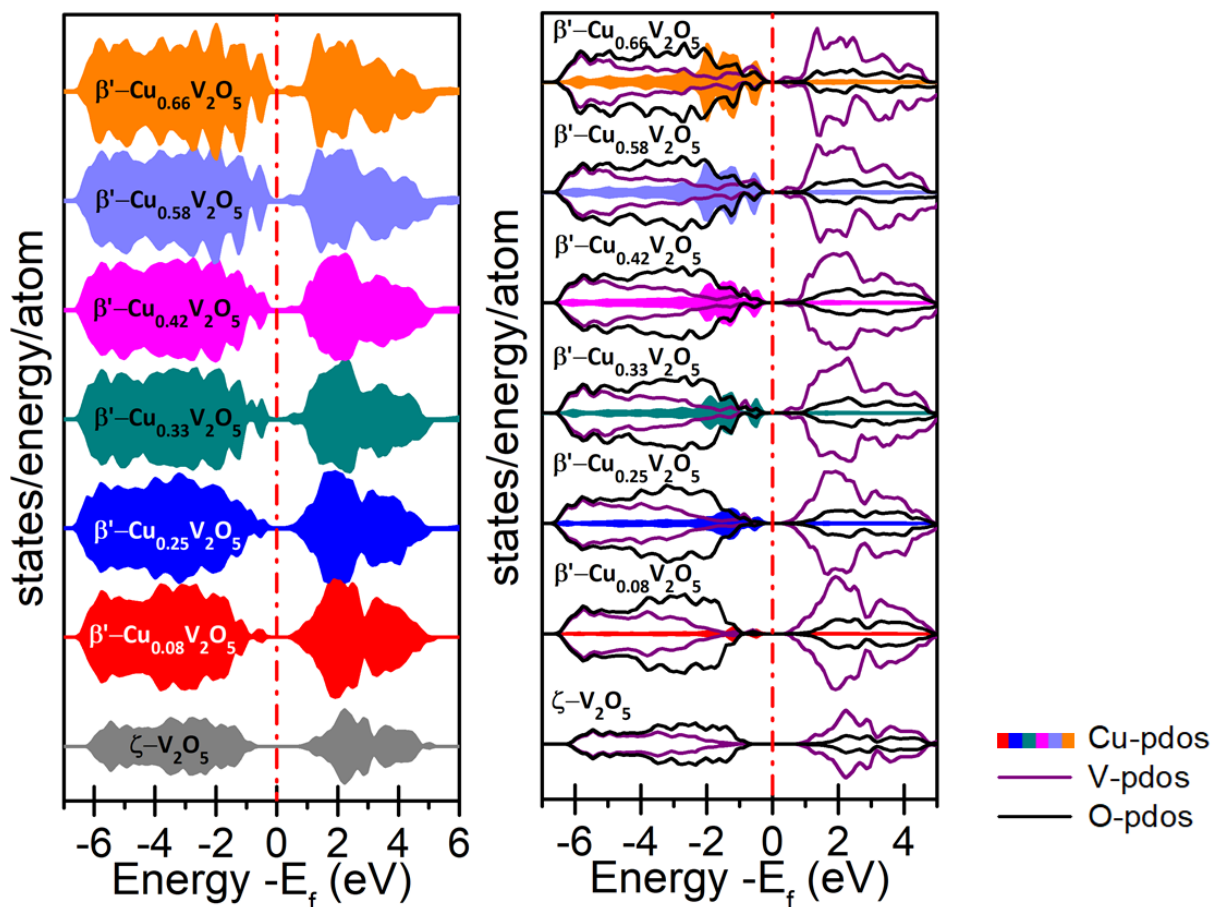 states/energy/atom
β'–Cu0.66V2O5
β'–Cu0.58V2O5
β'–Cu0.42V2O5
β'–Cu0.33V2O5
β'–Cu0.25V2O5
β'–Cu0.08V2O5
ζ–V2O5
-6 -4 -2 0 2 4 6
Energy -Ef (eV)
states/energy/atom
β'–Cu0.66V2O5
β'–Cu0.58V2O5
β'–Cu0.42V2O5
β'–Cu0.33V2O5
β'–Cu0.25V2O5
β'–Cu0.08V2O5
ζ–V2O5
-6 -4 -2 0 2 4
Energy -Ef (eV)
Cu-pdos
V-pdos
O-pdos